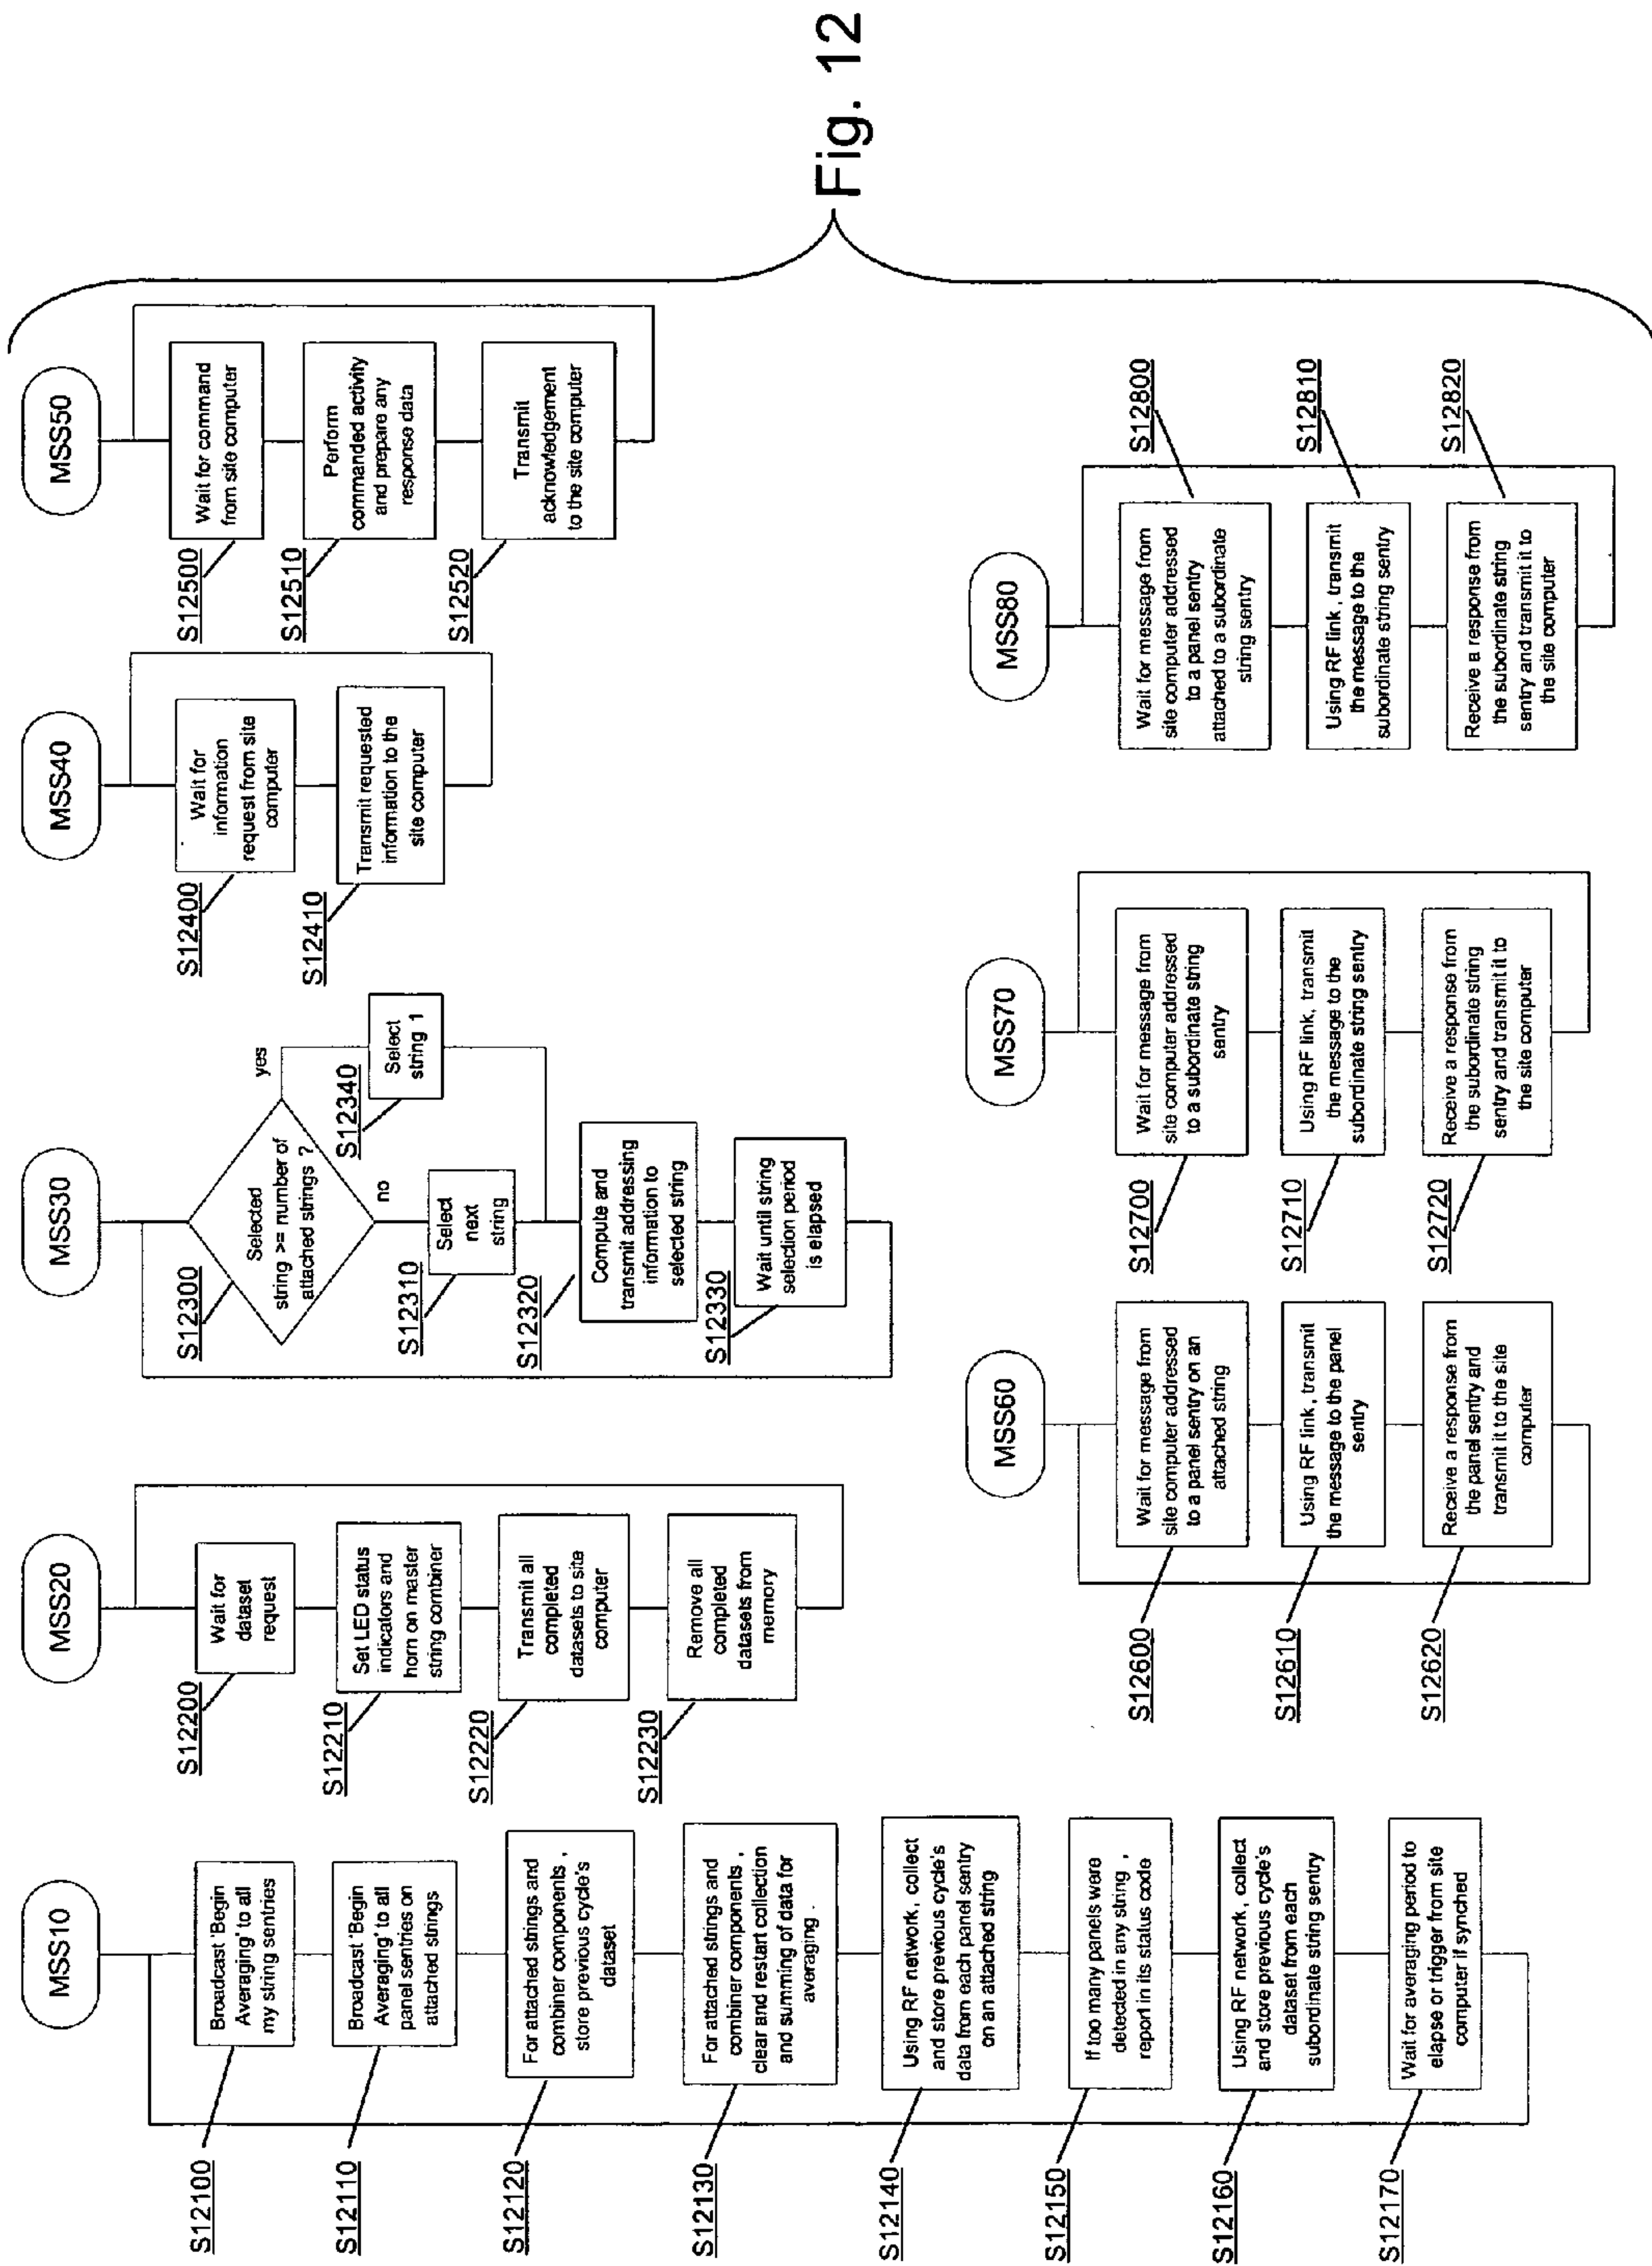 MSS10
S12100
Broadcast 'Begin
Averaging' to all
my string sentries
S12110
Broadcast 'Begin
Averaging' to all
panel sentries on
attached strings
S12120
For attached strings and
combiner components ,
store previous cycle's
dataset
S12130
For attached strings and
combiner components ,
clear and restart collection
and summing of data for
averaging .
S12140
Using RF network, collect
and store previous cycle's
data from each panel sentry
on an attached string
S12150
If too many panels were
detected in any string ,
report in its status code
S12160
Using RF network, collect
and store previous cycle's
dataset from each
subordinate string sentry
S12170
Wait for averaging period to
elapse or trigger from site
computer if synched
MSS20
S12200
Wait for
dataset
request
S12210
Set LED status
indicators and
horn on master
string combiner
S12220
Transmit all
completed
datasets to site
computer
S12230
Remove all
completed
datasets from
memory
MSS30
S12300
Selected
string >= number of
attached strings ?
yes
no
S12340
Select
string 1
S12310
Select
next
string
S12320
Compute and
transmit addressing
information to
selected string
S12330
Wait until string
selection period
is elapsed
MSS40
S12400
Wait for
information
request from site
computer
S12410
Transmit requested
information to the
site computer
MSS50
S12500
Wait for command
from site computer
S12510
Perform
commanded activity
and prepare any
response data
S12520
Transmit
acknowledgement
to the site computer
MSS60
S12600
Wait for message from
site computer addressed
to a panel sentry on an
attached string
S12610
Using RF link, transmit
the message to the panel
sentry
S12620
Receive a response from
the panel sentry and
transmit it to the site
computer
MSS70
S12700
Wait for message from
site computer addressed
to a subordinate string
sentry
S12710
Using RF link, transmit
the message to the
subordinate string sentry
S12720
Receive a response from
the subordinate string
sentry and transmit it to
the site computer
MSS80
S12800
Wait for message from
site computer addressed
to a panel sentry
attached to a subordinate
string sentry
S12810
Using RF link , transmit
the message to the
subordinate string sentry
S12820
Receive a response from
the subordinate string
sentry and transmit it to
the site computer
Fig. 12